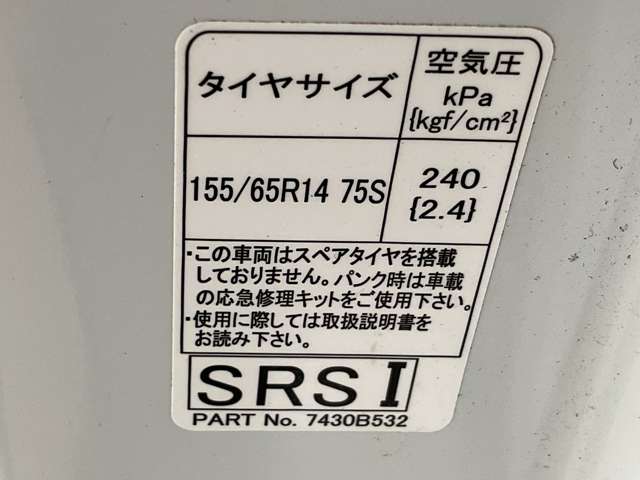 タイヤサイズ
空気圧
kPa
{kgf/cm²}
155/65R14 75S
240
{2.4}
・この車両はスペアタイヤを搭載
しておりません。パンク時は車載
の応急修理キットをご使用下さい。
・使用に際しては取扱説明書を
お読み下さい。
SRS I
PART No. 7430B532